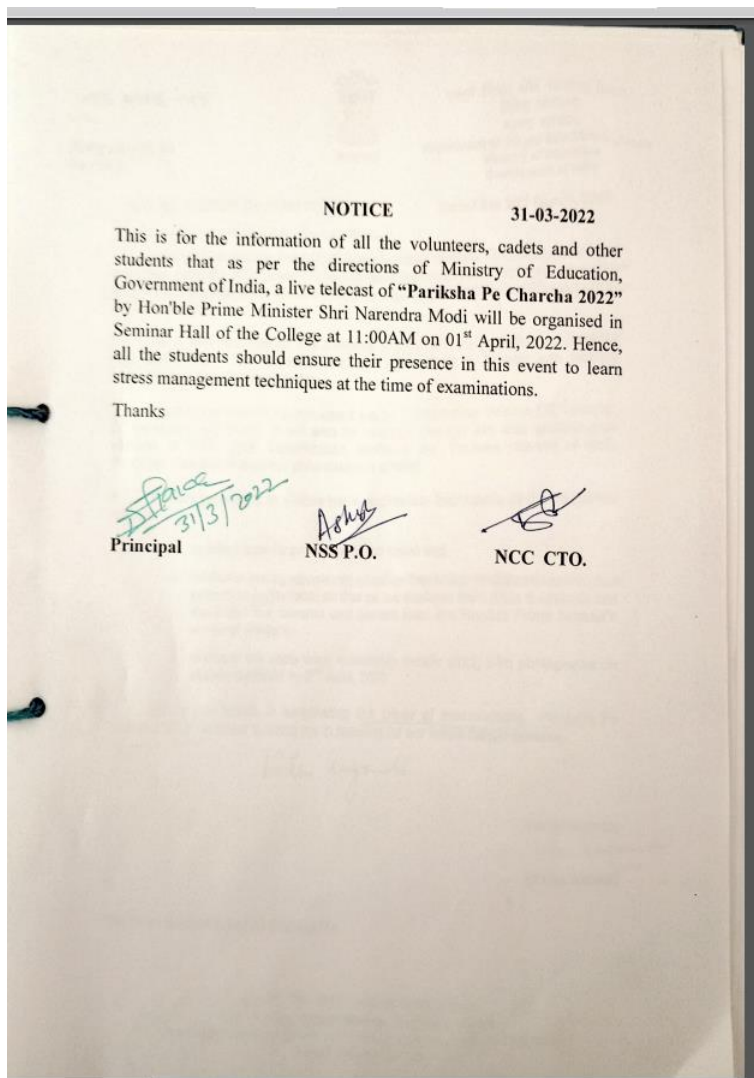 NOTICE 31-03-2022
This is for the information of all the volunteers, cadets and other
students that as per the directions of Ministry of Education,
Government of India, a live telecast of “Pariksha Pe Charcha 2022”
by Hon'ble Prime Minister Shri Narendra Modi will be organised in
Seminar Hall of the College at 11:00AM on 01st April, 2022. Hence,
all the students should ensure their presence in this event to learn
stress management techniques at the time of examinations.
Thanks
31/3/2022
Principal NSS P.O. NCC CTO.